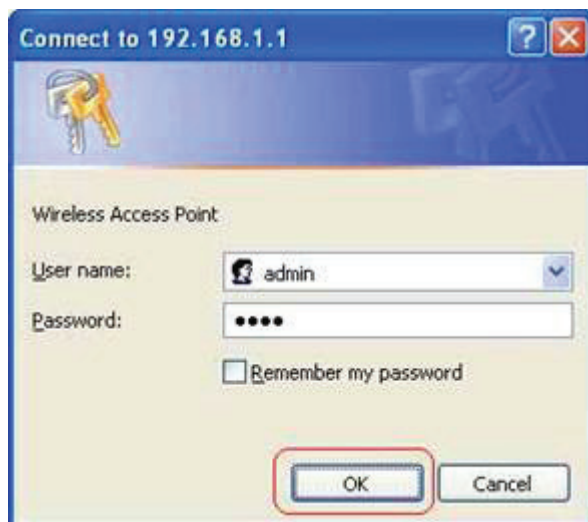 Connect to 192.168.1.1
Wireless Access Point
User name: admin
Password: ••••
Remember my password
OK Cancel